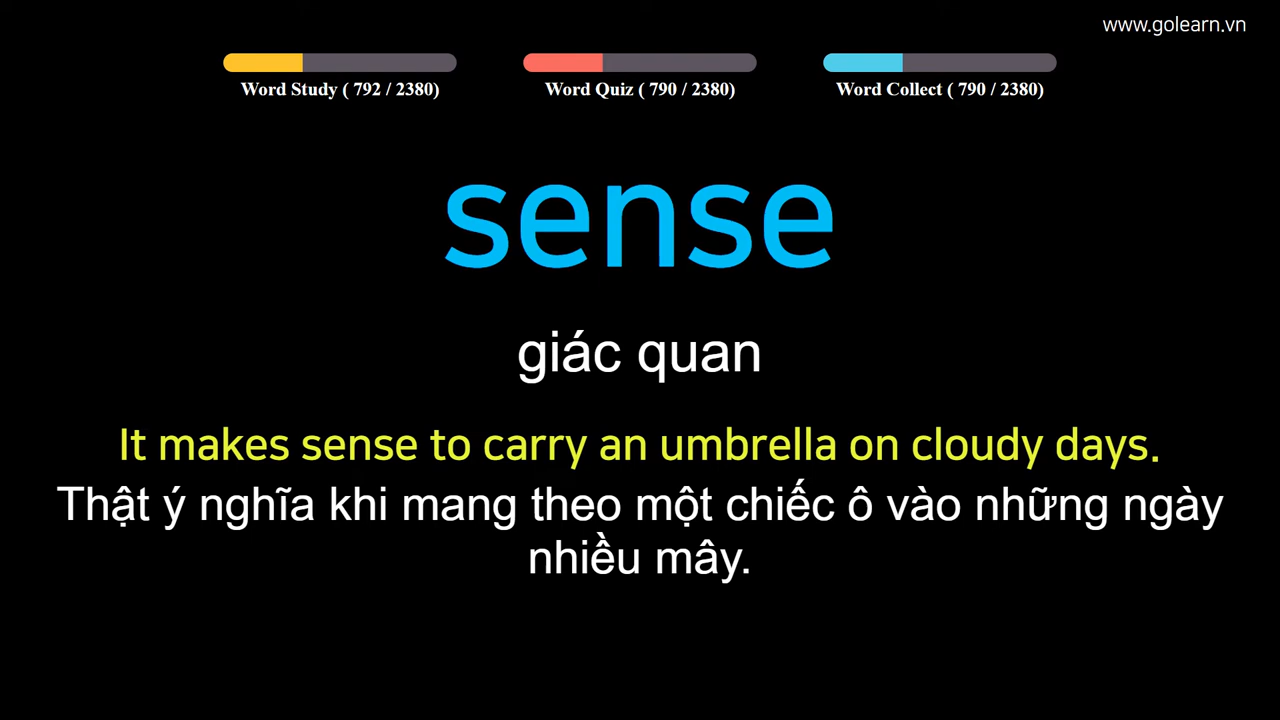 www.golearn.vn
Word Study ( 792 / 2380)
Word Quiz ( 790 / 2380)
Word Collect ( 790 / 2380)
sense
giác quan
It makes sense to carry an umbrella on cloudy days.
Thật ý nghĩa khi mang theo một chiếc ô vào những ngày
nhiều mây.